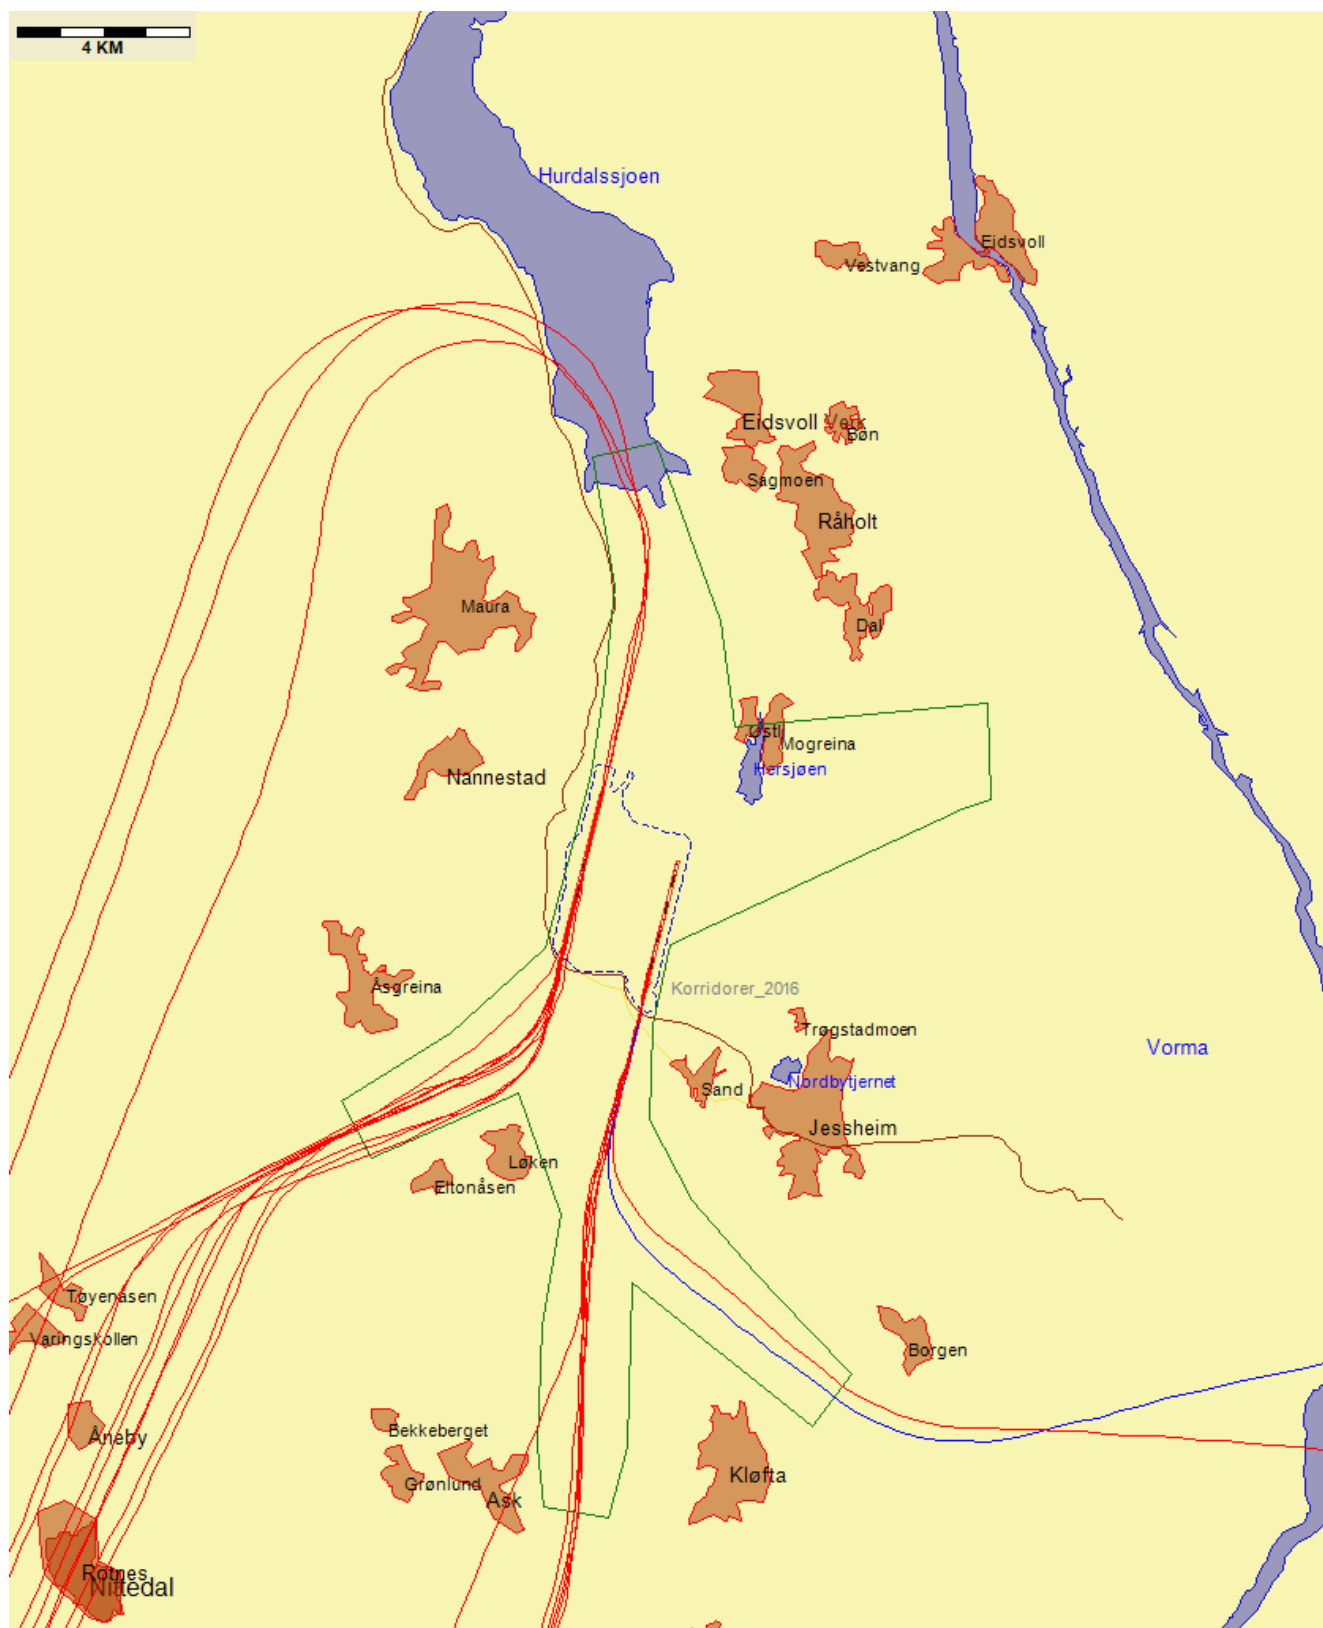 4 KM
Hurdalssjoen
Eidsvoll
Vestvang
Eidsvoll Verk
Bøn
Sagmoen
Råholt
Maura
Dal
Østli
Mogreina
Hersjøen
Nannestad
Åsgreina
Korridorer_2016
Trøgstadmoen
Vorma
Nordbytjernet
Sand
Jessheim
Løken
Eltonåsen
Tøyenåsen
Varingskollen
Borgen
Bekkeberget
Åneby
Kløfta
Grønlund
Ask
Rotnes
Nittedal